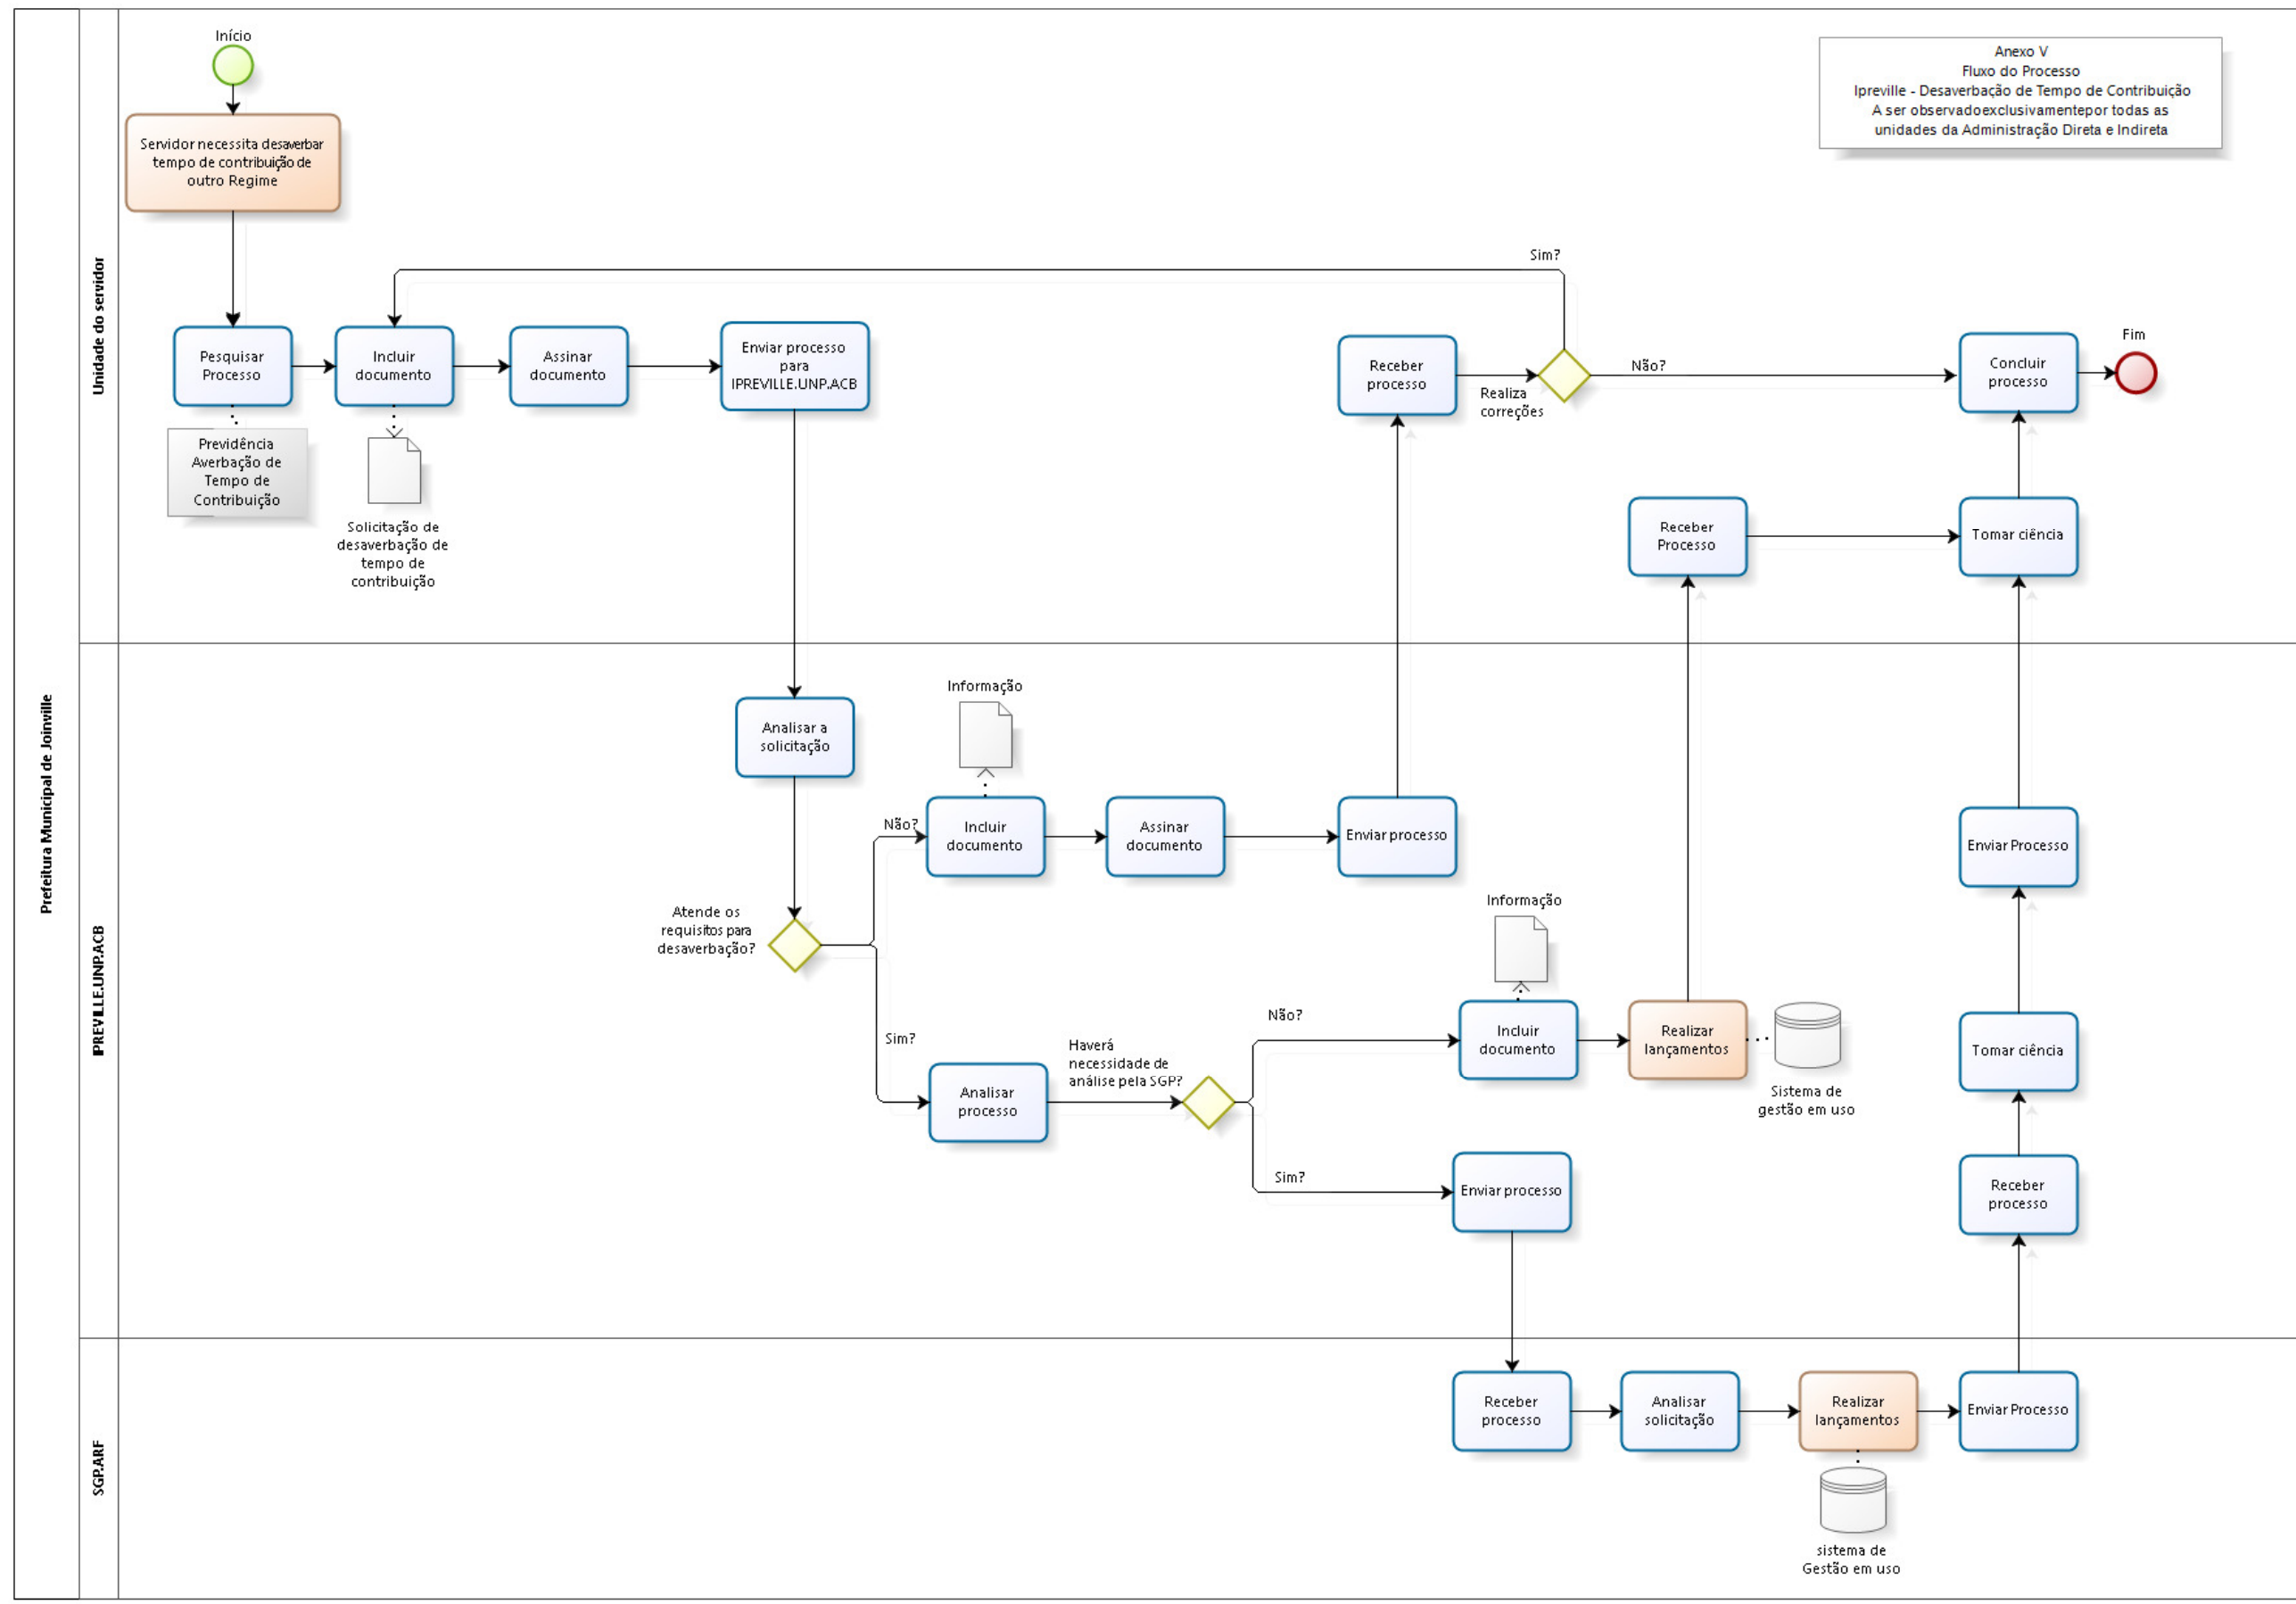 Início
Anexo V
Fluxo do Processo
Ipreville - Desaverbação de Tempo de Contribuição
A ser observadoexclusivamentepor todas as
unidades da Administração Direta e Indireta
Servidor necessita desaverbar
tempo de contribuição de
outro Regime
Unidade do servidor
Sim?
Pesquisar
Processo
Incluir
documento
Assinar
documento
Enviar processo
para
IPREVILLE.UNP.ACB
Receber
processo
Realiza
correções
Não?
Concluir
processo
Fim
Previdência
Averbação de
Tempo de
Contribuição
Solicitação de
desaverbação de
tempo de
contribuição
Receber
Processo
Tomar ciência
Prefeitura Municipal de Joinville
IPREVILLE.UNP.ACB
Analisar a
solicitação
Informação
Não?
Incluir
documento
Assinar
documento
Enviar processo
Enviar Processo
Atende os
requisitos para
desaverbação?
Informação
Sim?
Analisar
processo
Haverá
necessidade de
análise pela SGP?
Não?
Incluir
documento
Realizar
lançamentos
Sistema de
gestão em uso
Tomar ciência
Sim?
Enviar processo
Receber
processo
SGP.ARF
Receber
processo
Analisar
solicitação
Realizar
lançamentos
Enviar Processo
sistema de
Gestão em uso